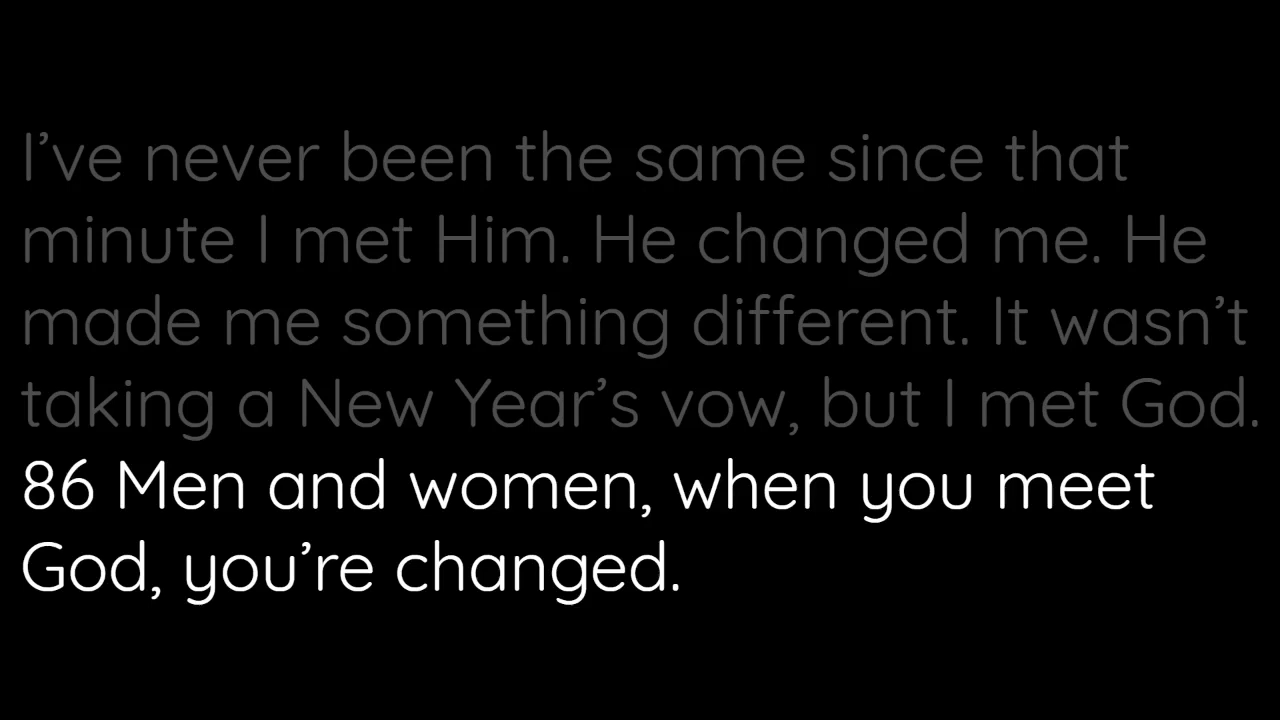 I’ve never been the same since that
minute I met Him. He changed me. He
made me something different. It wasn’t
taking a New Year’s vow, but I met God.
86 Men and women, when you meet
God, you’re changed.